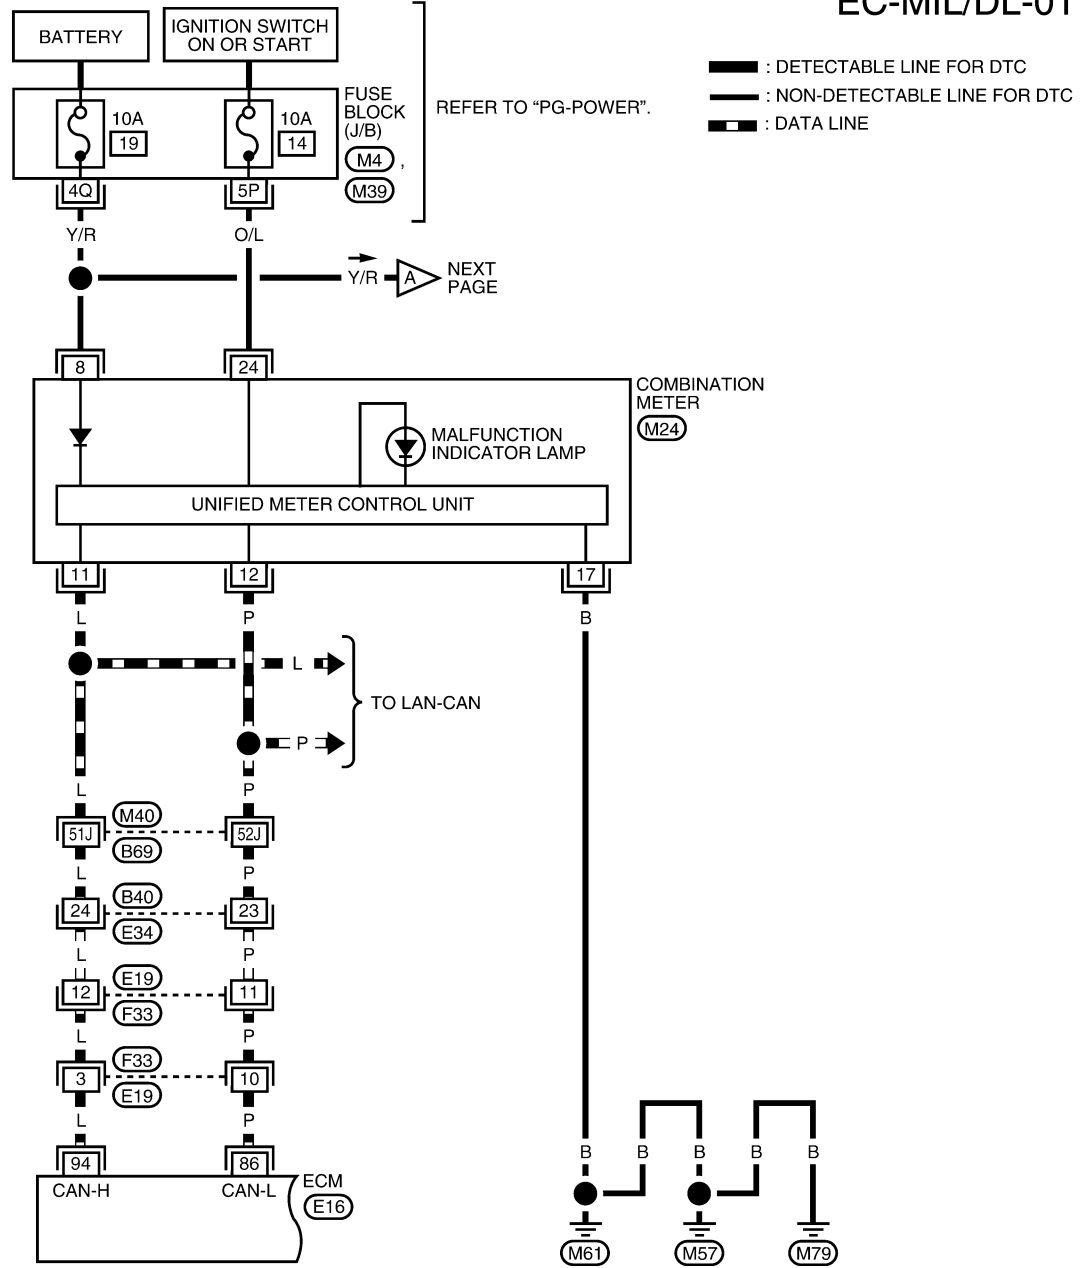 EC-MIL/DL-01
BATTERY
IGNITION SWITCH
ON OR START
: DETECTABLE LINE FOR DTC
: NON-DETECTABLE LINE FOR DTC
: DATA LINE
10A
19
10A
14
FUSE
BLOCK
(J/B)
M4 ,
M39
REFER TO “PG-POWER”.
4Q
5P
Y/R
O/L
Y/R
A
NEXT
PAGE
8
24
COMBINATION
METER
M24
MALFUNCTION
INDICATOR LAMP
UNIFIED METER CONTROL UNIT
11
12
17
L
P
B
L
P
TO LAN-CAN
L
P
51J
M40
B69
52J
L
P
24
B40
E34
23
L
P
12
E19
F33
11
L
P
3
F33
E19
10
L
P
94
86
CAN-H
CAN-L
ECM
E16
B
B
B
B
B
M61
M57
M79